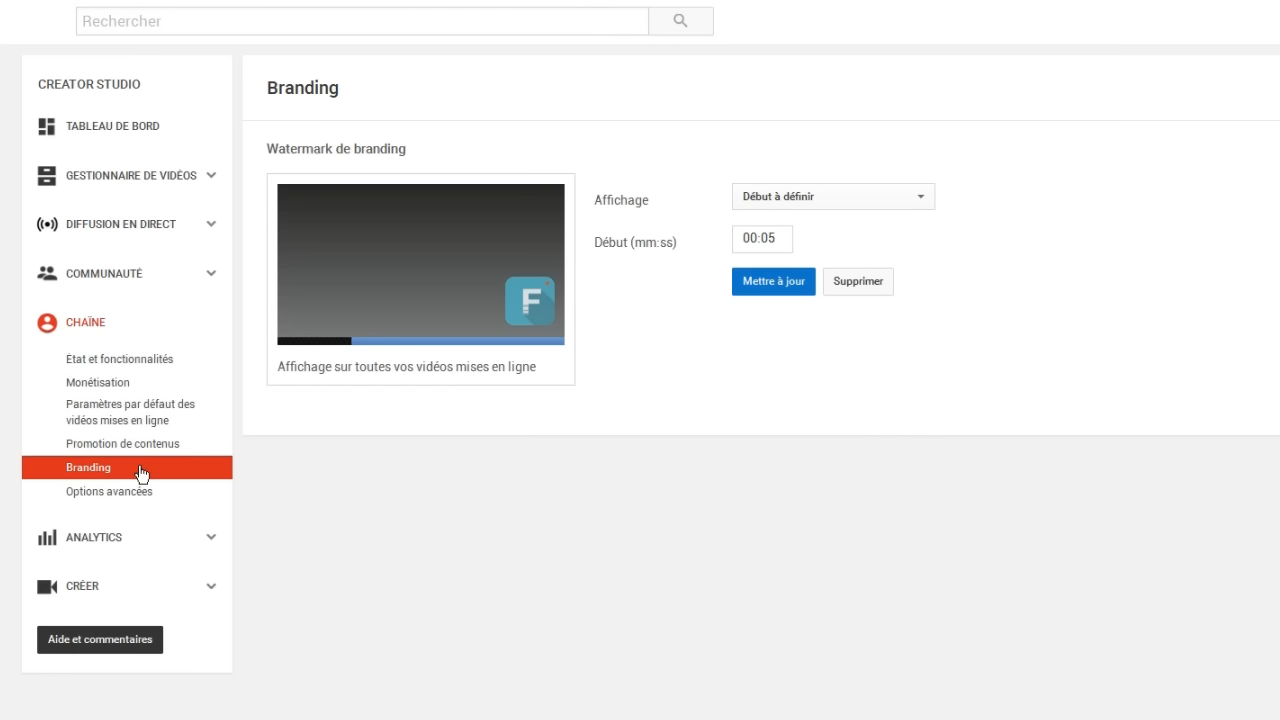 Rechercher
CREATOR STUDIO
TABLEAU DE BORD
GESTIONNAIRE DE VIDÉOS
DIFFUSION EN DIRECT
COMMUNAUTÉ
CHAÎNE
État et fonctionnalités
Monétisation
Paramètres par défaut des
vidéos mises en ligne
Promotion de contenus
Branding
Options avancées
ANALYTICS
CRÉER
Aide et commentaires
Branding
Watermark de branding
F
Affichage sur toutes vos vidéos mises en ligne
Affichage
Début à définir
Début (mm:ss)
00:05
Mettre à jour
Supprimer